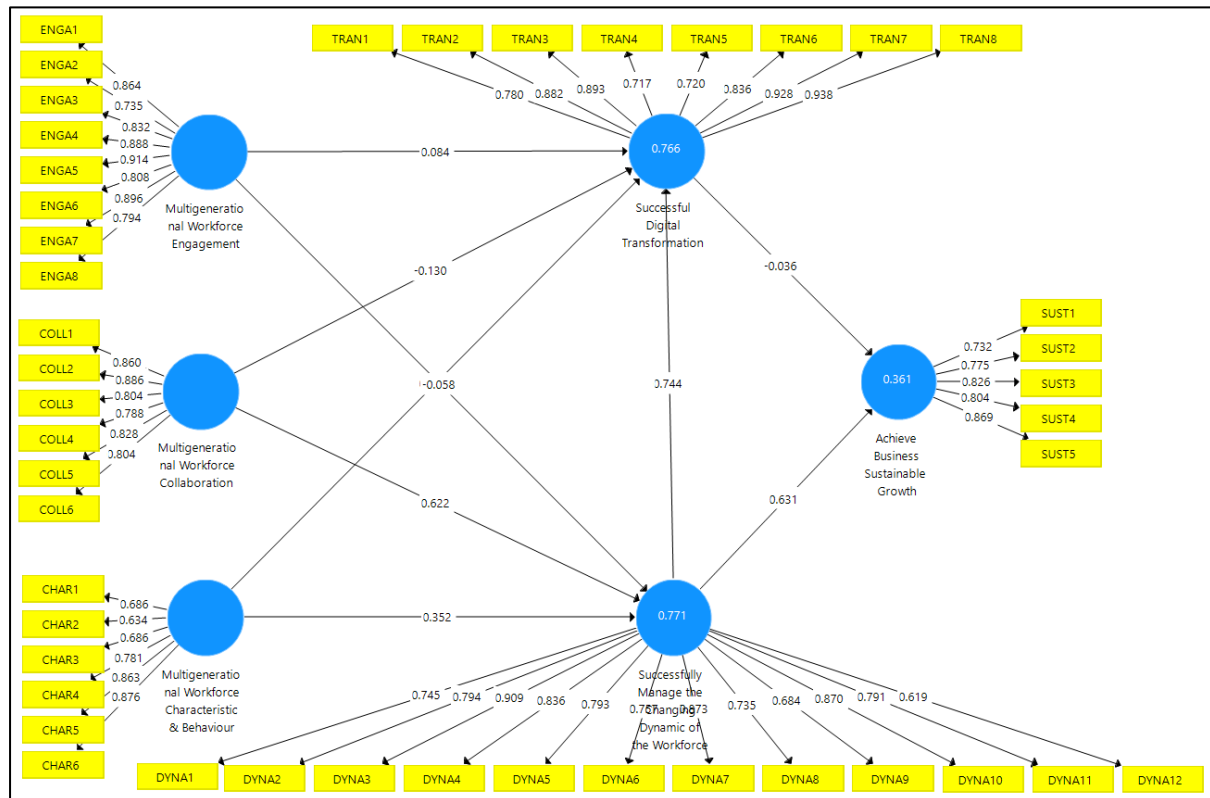 ENGA1
ENGA2
ENGA3
ENGA4
ENGA5
ENGA6
ENGA7
ENGA8
0.864
0.735
0.832
0.888
0.914
0.808
0.896
0.794
Multigeneratio
nal Workforce
Engagement
TRAN1
TRAN2
TRAN3
TRAN4
TRAN5
TRAN6
TRAN7
TRAN8
0.780
0.882
0.893
0.717
0.720
0.836
0.928
0.938
0.766
Successful
Digital
Transformation
0.084
-0.130
-0.058
0.744
-0.036
COLL1
COLL2
COLL3
COLL4
COLL5
COLL6
0.860
0.886
0.804
0.788
0.828
0.804
Multigeneratio
nal Workforce
Collaboration
0.622
0.631
0.361
Achieve
Business
Sustainable
Growth
SUST1
SUST2
SUST3
SUST4
SUST5
0.732
0.775
0.826
0.804
0.869
CHAR1
CHAR2
CHAR3
CHAR4
CHAR5
CHAR6
0.686
0.634
0.686
0.781
0.863
0.876
Multigeneratio
nal Workforce
Characteristic
& Behaviour
0.352
0.771
Successfully
Manage the
Changing
Dynamic of
the Workforce
0.745
0.794
0.909
0.836
0.793
0.735
0.684
0.870
0.791
0.619
DYNA1
DYNA2
DYNA3
DYNA4
DYNA5
DYNA6
DYNA7
DYNA8
DYNA9
DYNA10
DYNA11
DYNA12